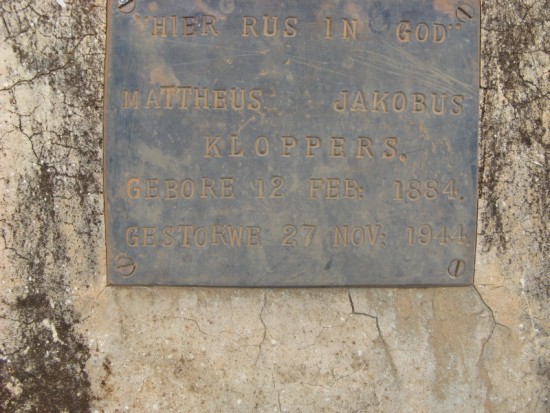 "HIER RUS IN GOD"
MATTHEUS JAKOBUS
KLOPPERS.
GEBORE 12 FEB: 1884.
GESTORWE 27 NOV: 1944